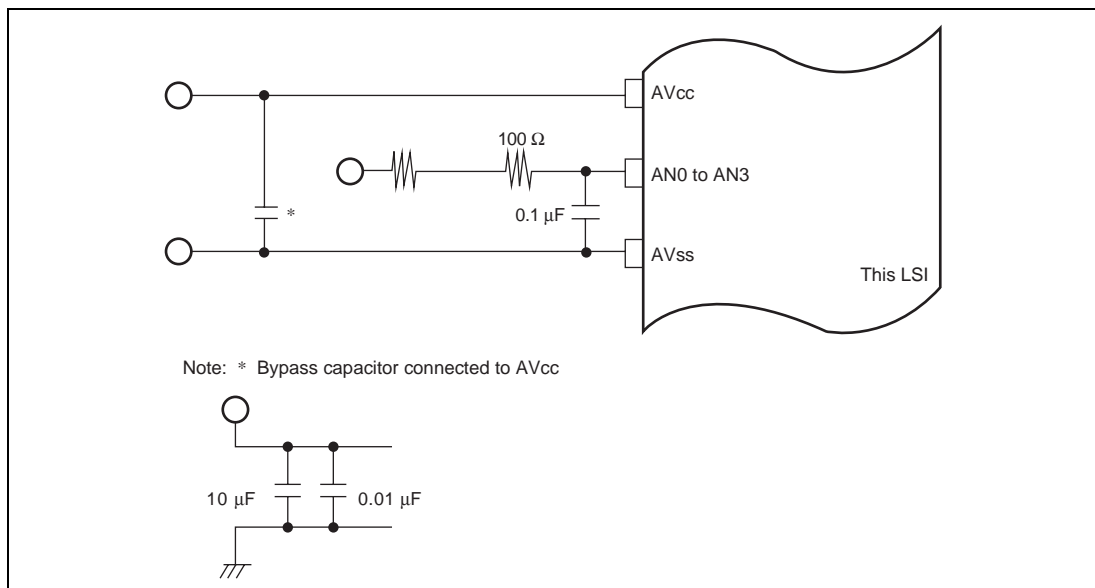 AVcc
100 Ω
AN0 to AN3
0.1 μF
*
AVss
This LSI
Note: * Bypass capacitor connected to AVcc
10 μF
0.01 μF